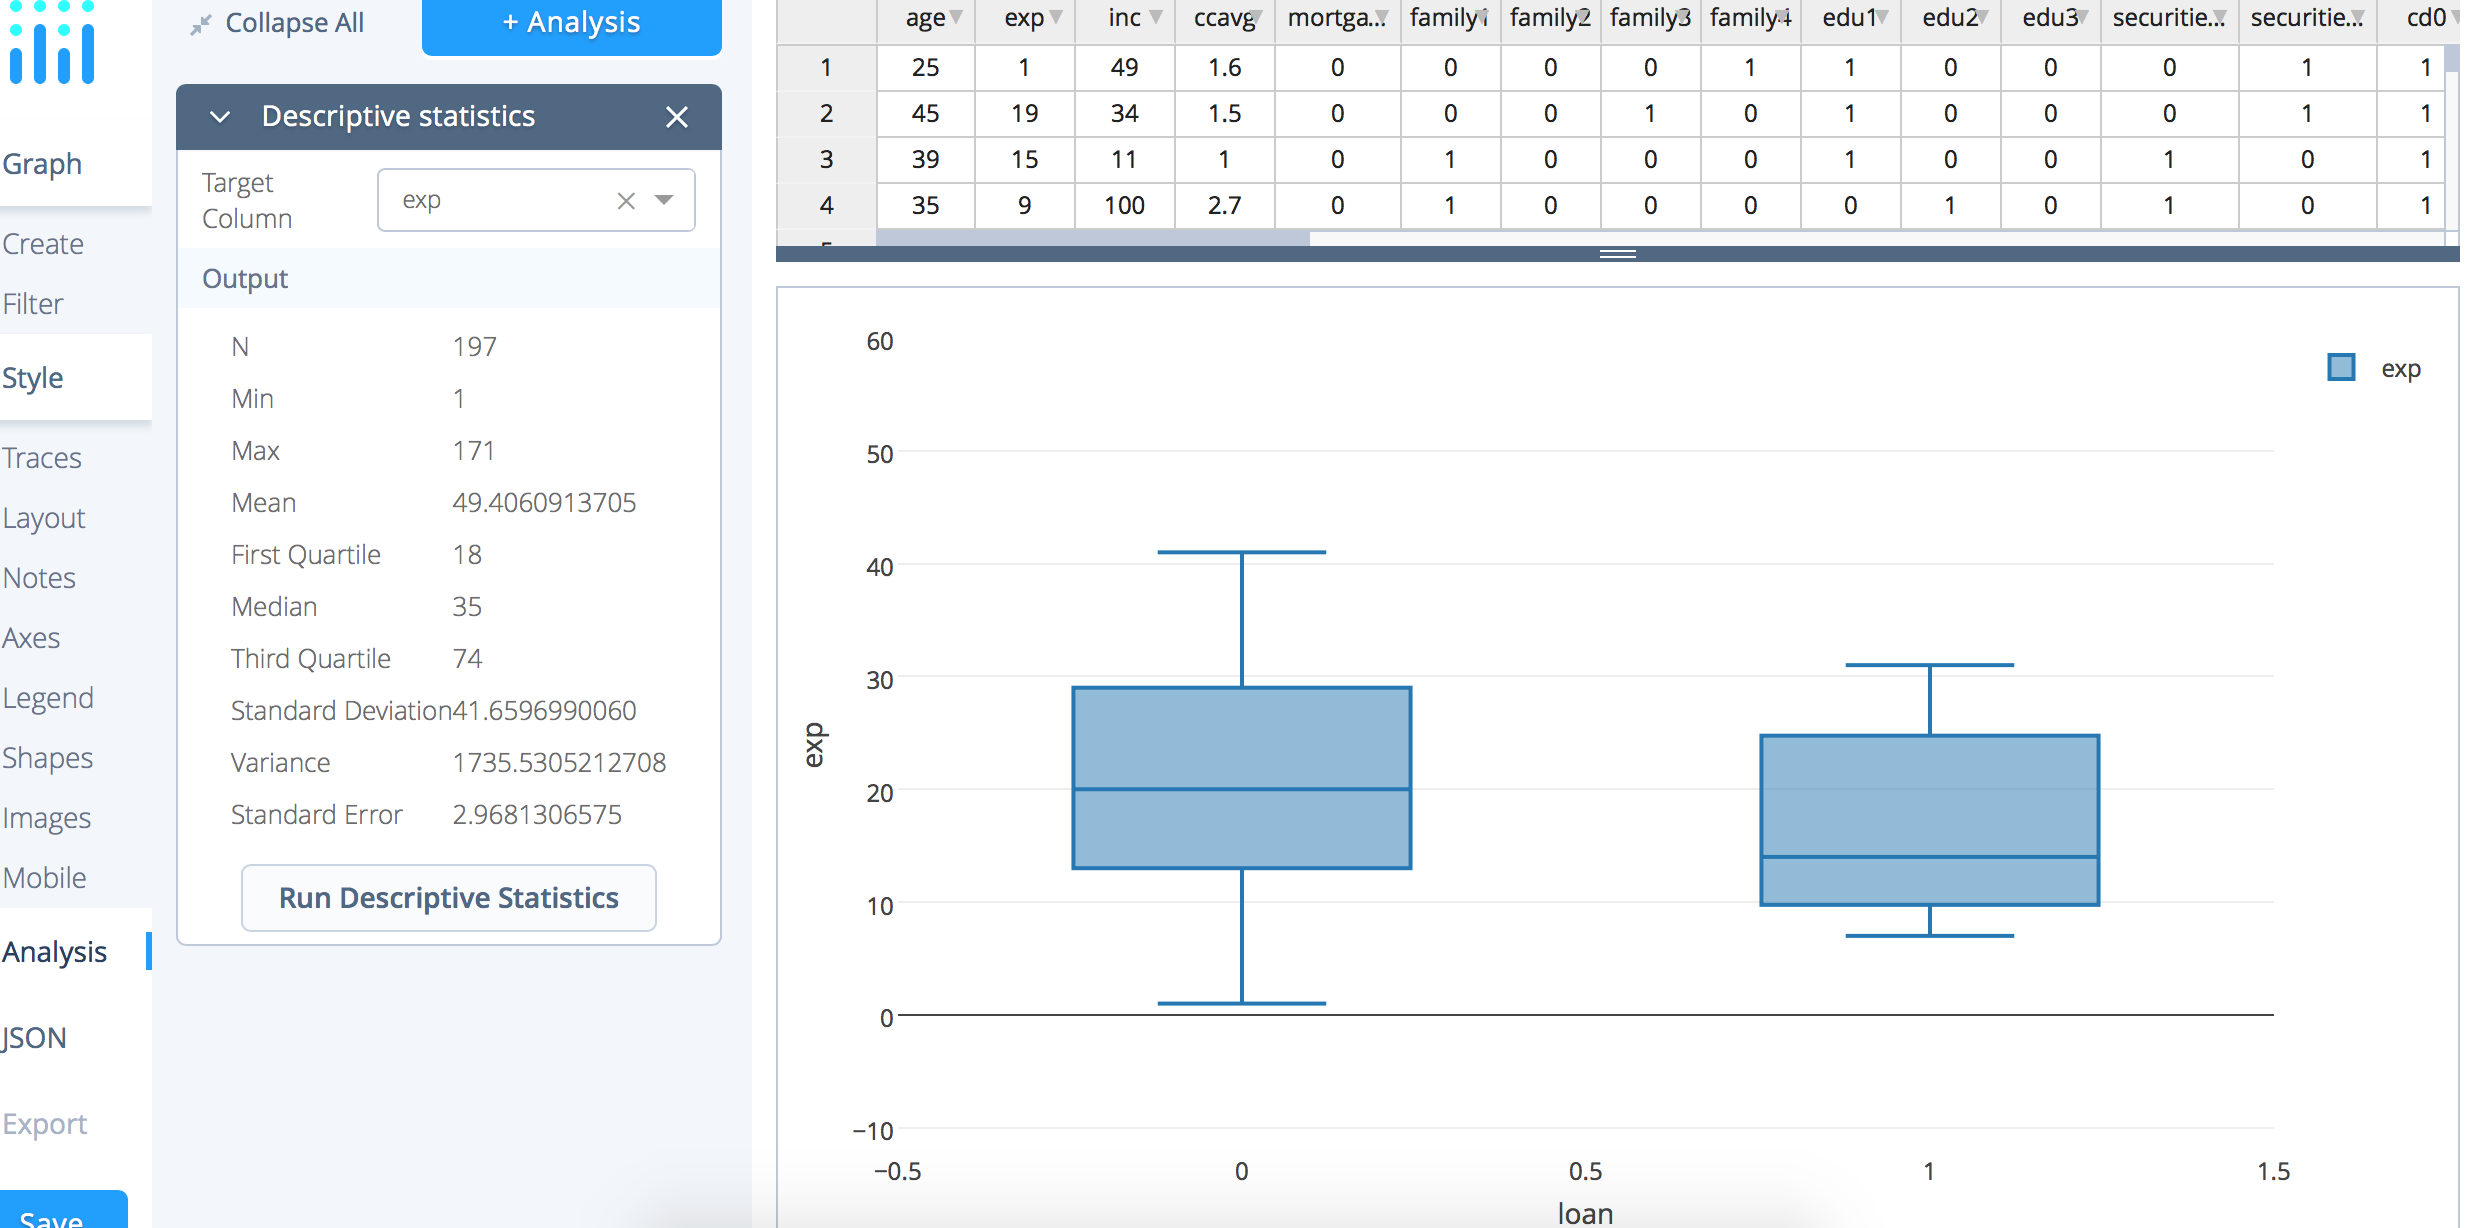 Graph
Create
Filter
Style
Traces
Layout
Notes
Axes
Legend
Shapes
Images
Mobile
Analysis
JSON
Export
Save
Collapse All
+ Analysis
Descriptive statistics
Target
Column
exp
Output
N 197
Min 1
Max 171
Mean 49.4060913705
First Quartile 18
Median 35
Third Quartile 74
Standard Deviation 41.6596990060
Variance 1735.5305212708
Standard Error 2.9681306575
Run Descriptive Statistics
age exp inc ccavg mortga... family1 family2 family3 family4 edu1 edu2 edu3 securitie... securitie... cd0
1 25 1 49 1.6 0 0 0 0 1 1 0 0 0 1 1
2 45 19 34 1.5 0 0 0 1 0 1 0 0 0 1 1
3 39 15 11 1 0 1 0 0 0 1 0 0 1 0 1
4 35 9 100 2.7 0 1 0 0 0 0 1 0 1 0 1
60
50
40
30
20
10
0
−10
exp
−0.5 0 0.5 1 1.5
loan
exp